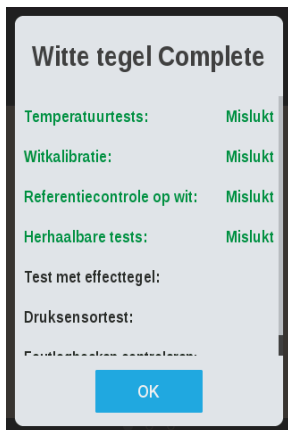 Witte tegel Complete
Temperatuurtests: Mislukt
Witkalibratie: Mislukt
Referentiecontrole op wit: Mislukt
Herhaalbare tests: Mislukt
Test met effecttegel:
Druksensortest:
OK